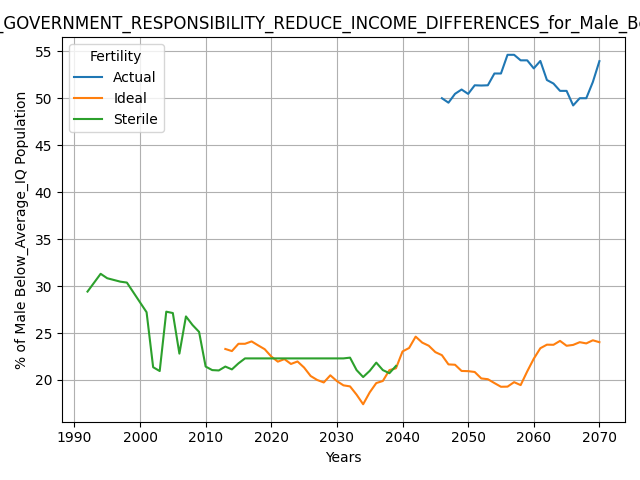 _GOVERNMENT_RESPONSIBILITY_REDUCE_INCOME_DIFFERENCES_for_Male_B
Fertility
Actual
Ideal
Sterile
% of Male Below_Average_IQ Population
55
50
45
40
35
30
25
20
1990 2000 2010 2020 2030 2040 2050 2060 2070
Years